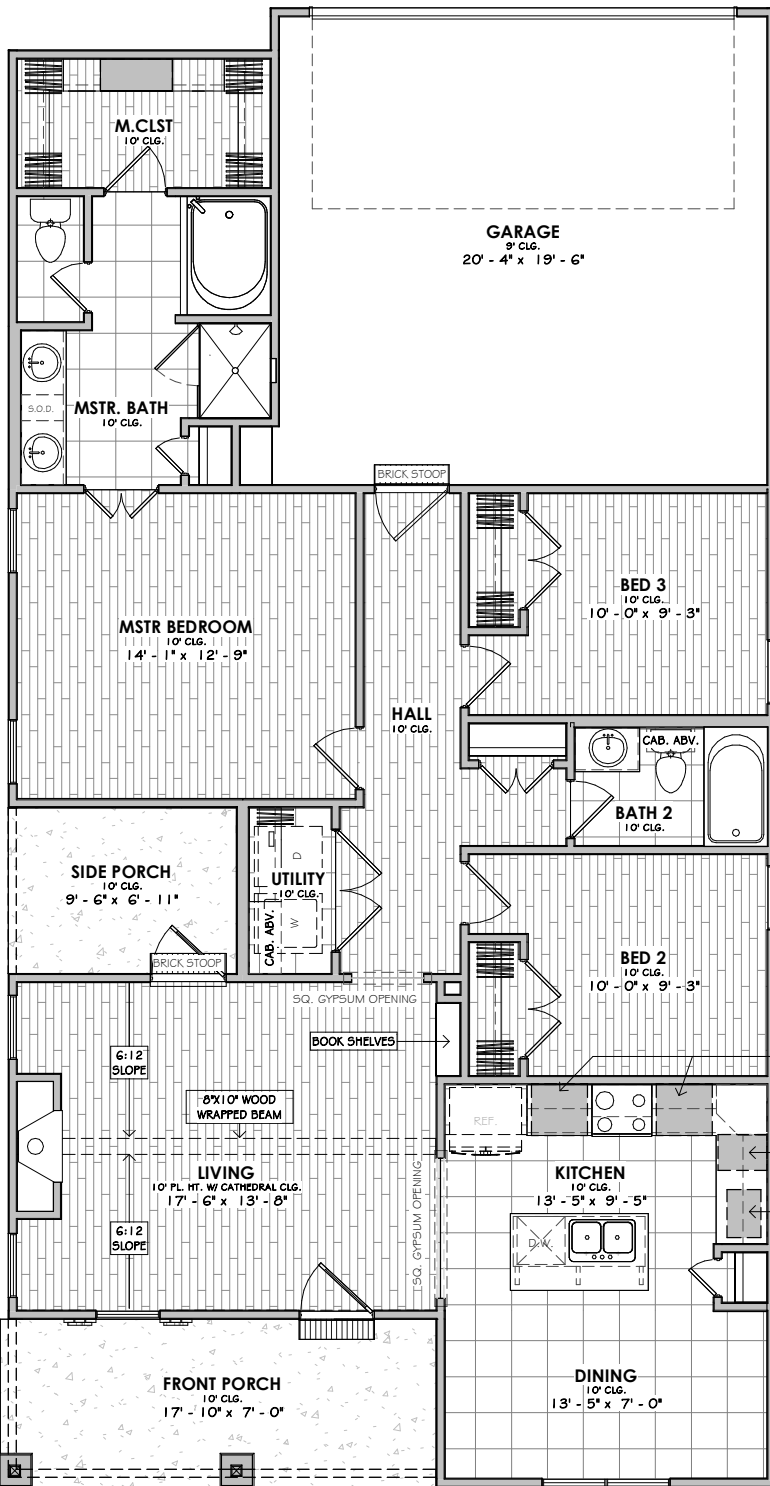 M.CLST
10' CLG.
GARAGE
9' CLG.
20' - 4" x 19' - 6"
S.O.D.
MSTR. BATH
10' CLG.
BRICK STOOP
MSTR BEDROOM
10' CLG.
14' - 1" x 12' - 9"
BED 3
10' CLG.
10' - 0" x 9' - 3"
HALL
10' CLG.
CAB. ABV.
BATH 2
10' CLG.
SIDE PORCH
10' CLG.
9' - 6" x 6' - 11"
D
UTILITY
10' CLG.
W
CAB. ABV.
BRICK STOOP
BED 2
10' CLG.
10' - 0" x 9' - 3"
SQ. GYPSUM OPENING
BOOK SHELVES
6:12
SLOPE
8"X10" WOOD
WRAPPED BEAM
REF.
LIVING
10' PL. HT. W/ CATHEDRAL CLG.
17' - 6" x 13' - 8"
SQ. GYPSUM OPENING
KITCHEN
10' CLG.
13' - 5" x 9' - 5"
6:12
SLOPE
D.W.
FRONT PORCH
10' CLG.
17' - 10" x 7' - 0"
DINING
10' CLG.
13' - 5" x 7' - 0"